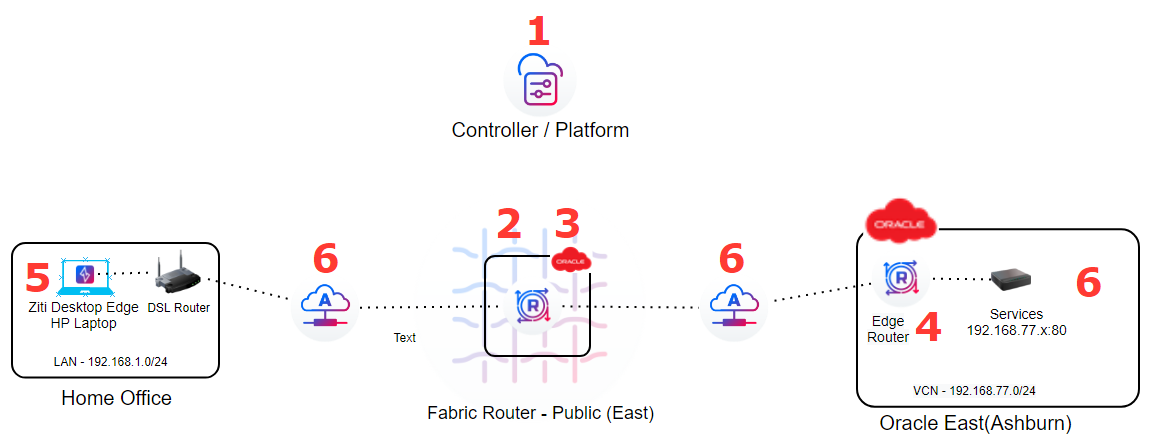 1
Controller / Platform
2
3
ORACLE
ORACLE
6
6
5
A
R
A
R
6
Ziti Desktop Edge
HP Laptop
DSL Router
Text
Edge
Router
4
Services
192.168.77.x:80
LAN - 192.168.1.0/24
VCN - 192.168.77.0/24
Home Office
Fabric Router - Public (East)
Oracle East(Ashburn)